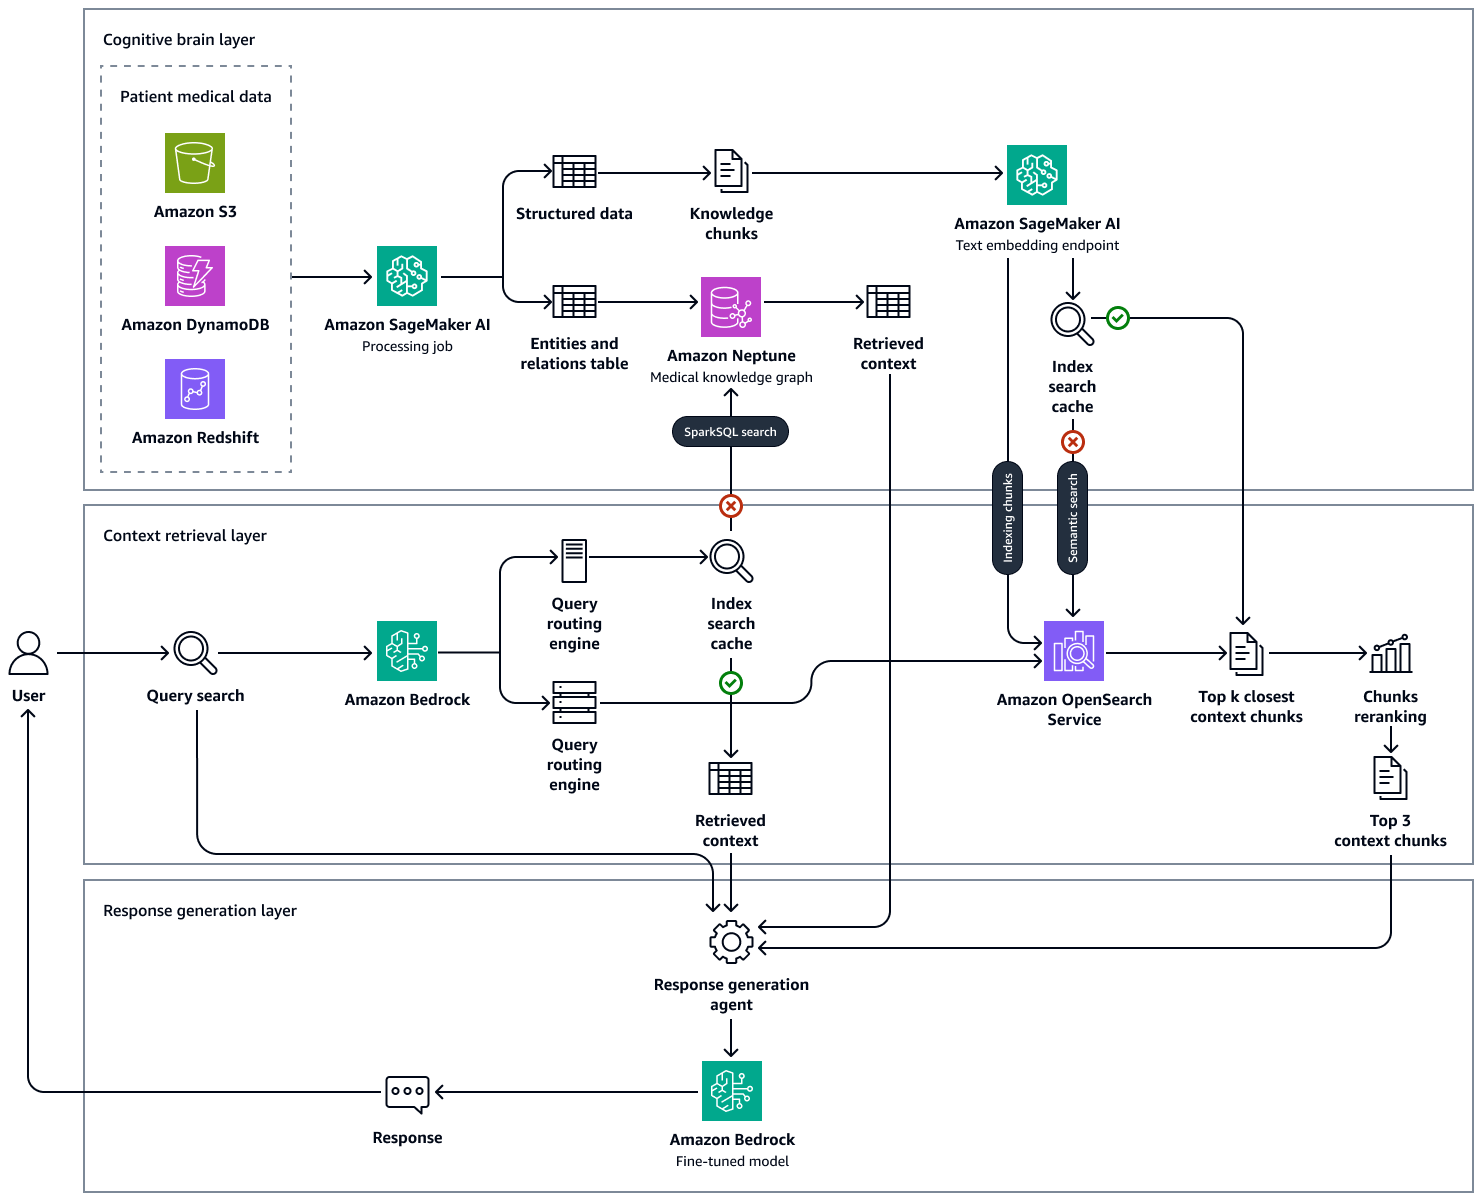 Cognitive brain layer
Patient medical data
Amazon S3
Amazon DynamoDB
Amazon Redshift
Amazon SageMaker AI
Processing job
Structured data
Entities and
relations table
Knowledge
chunks
Amazon Neptune
Medical knowledge graph
SparkSQL search
Retrieved
context
Amazon SageMaker AI
Text embedding endpoint
Index
search
cache
Indexing chunks
Semantic search
Context retrieval layer
User
Query search
Amazon Bedrock
Query
routing
engine
Query
routing
engine
Index
search
cache
Retrieved
context
Amazon OpenSearch
Service
Top k closest
context chunks
Chunks
reranking
Top 3
context chunks
Response generation layer
Response generation
agent
Amazon Bedrock
Fine-tuned model
Response